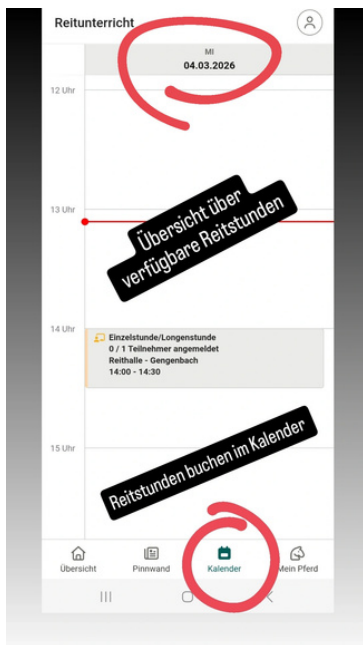 Reitunterricht
MI
04.03.2026
12 Uhr
13 Uhr
Übersicht über
verfügbare Reitstunden
14 Uhr
Einzelstunde/Longenstunde
0 / 1 Teilnehmer angemeldet
Reithalle - Gengenbach
14:00 - 14:30
15 Uhr
Reitstunden buchen im Kalender
Übersicht
Pinnwand
Kalender
Mein Pferd